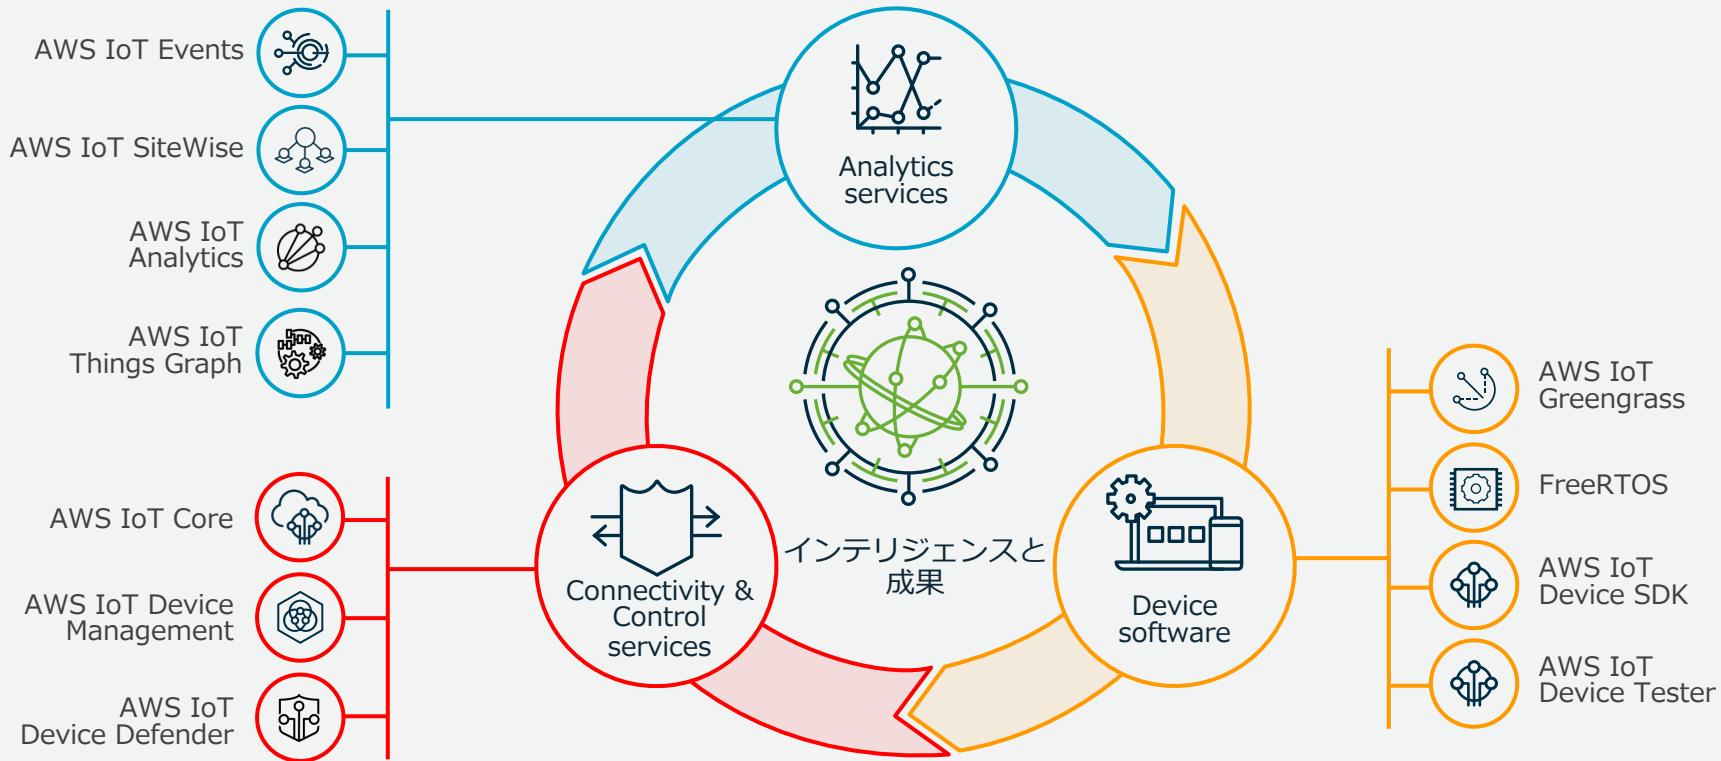 AWS IoT Events
AWS IoT SiteWise
AWS IoT
Analytics
AWS IoT
Things Graph
AWS IoT Core
AWS IoT Device
Management
AWS IoT
Device Defender
Analytics
services
インテリジェンスと
成果
Connectivity &
Control
services
Device
software
AWS IoT
Greengrass
FreeRTOS
AWS IoT
Device SDK
AWS IoT
Device Tester